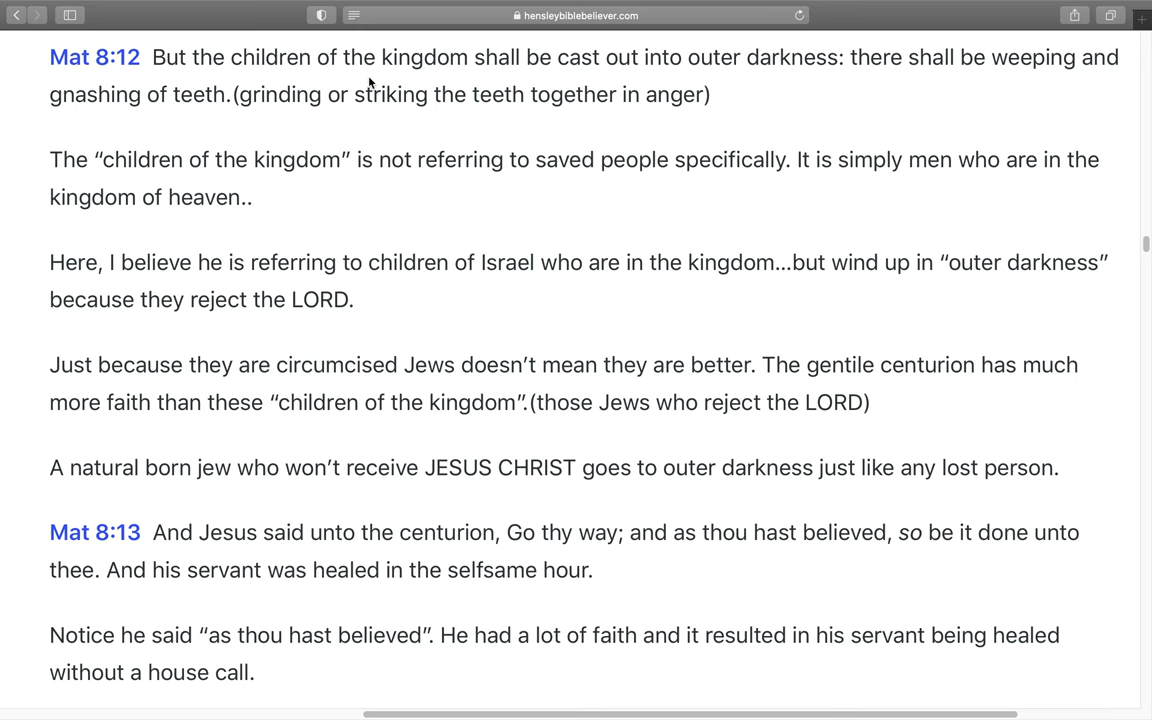 hensleybiblebeliever.com
Mat 8:12 But the children of the kingdom shall be cast out into outer darkness: there shall be weeping and
gnashing of teeth.(grinding or striking the teeth together in anger)
The “children of the kingdom” is not referring to saved people specifically. It is simply men who are in the
kingdom of heaven..
Here, I believe he is referring to children of Israel who are in the kingdom...but wind up in “outer darkness”
because they reject the LORD.
Just because they are circumcised Jews doesn’t mean they are better. The gentile centurion has much
more faith than these “children of the kingdom”.(those Jews who reject the LORD)
A natural born jew who won’t receive JESUS CHRIST goes to outer darkness just like any lost person.
Mat 8:13 And Jesus said unto the centurion, Go thy way; and as thou hast believed, so be it done unto
thee. And his servant was healed in the selfsame hour.
Notice he said “as thou hast believed”. He had a lot of faith and it resulted in his servant being healed
without a house call.